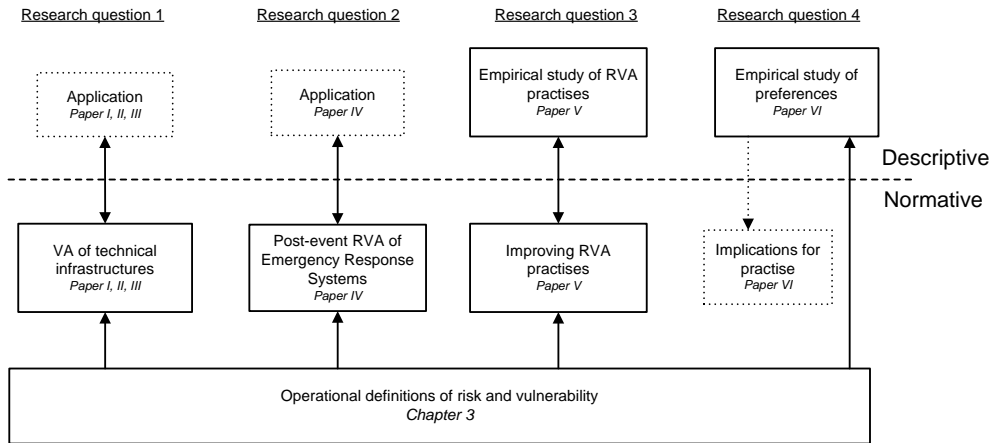 Research question 1
Research question 2
Research question 3
Research question 4
Application
Paper I, II, III
Application
Paper IV
Empirical study of RVA
practises
Paper V
Empirical study of
preferences
Paper VI
Descriptive
Normative
VA of technical
infrastructures
Paper I, II, III
Post-event RVA of
Emergency Response
Systems
Paper IV
Improving RVA
practises
Paper V
Implications for
practise
Paper VI
Operational definitions of risk and vulnerability
Chapter 3